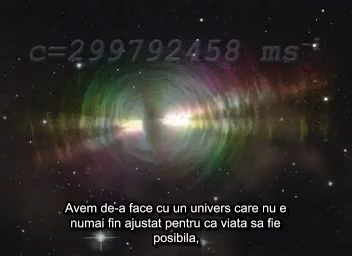 c=299792458 ms⁻¹
Avem de-a face cu un univers care nu e
numai fin ajustat pentru ca viata sa fie
posibila,